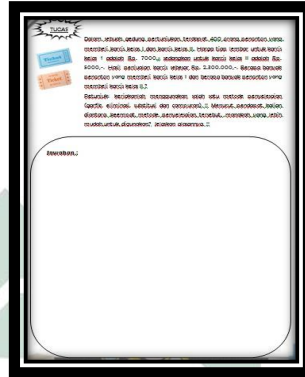 TUGAS
Dalam sebuah gedung pertunjukan terdapat 400 orang penonton yang
membeli karcis kelas I dan karcis kelas II. Harga tiap lembar untuk karcis
kelas I adalah Rp. 7000,- sedangkan untuk karcis kelas II adalah Rp.
5000,-. Hasil penjualan karcis sebesar Rp. 2.300.000,-. Berapa banyak
penonton yang membeli karcis kelas I dan berapa banyak penonton yang
membeli karcis kelas II ?
Petunjuk: kerjakanlah menggunakan salah satu metode penyelesaian
(grafik, eliminasi, substitusi dan campuran). !! Menurut pendapat kalian
diantara keempat metode penyelesaian tersebut, manakah yang lebih
mudah untuk digunakan? Jelaskan alasannya.
Jawaban :